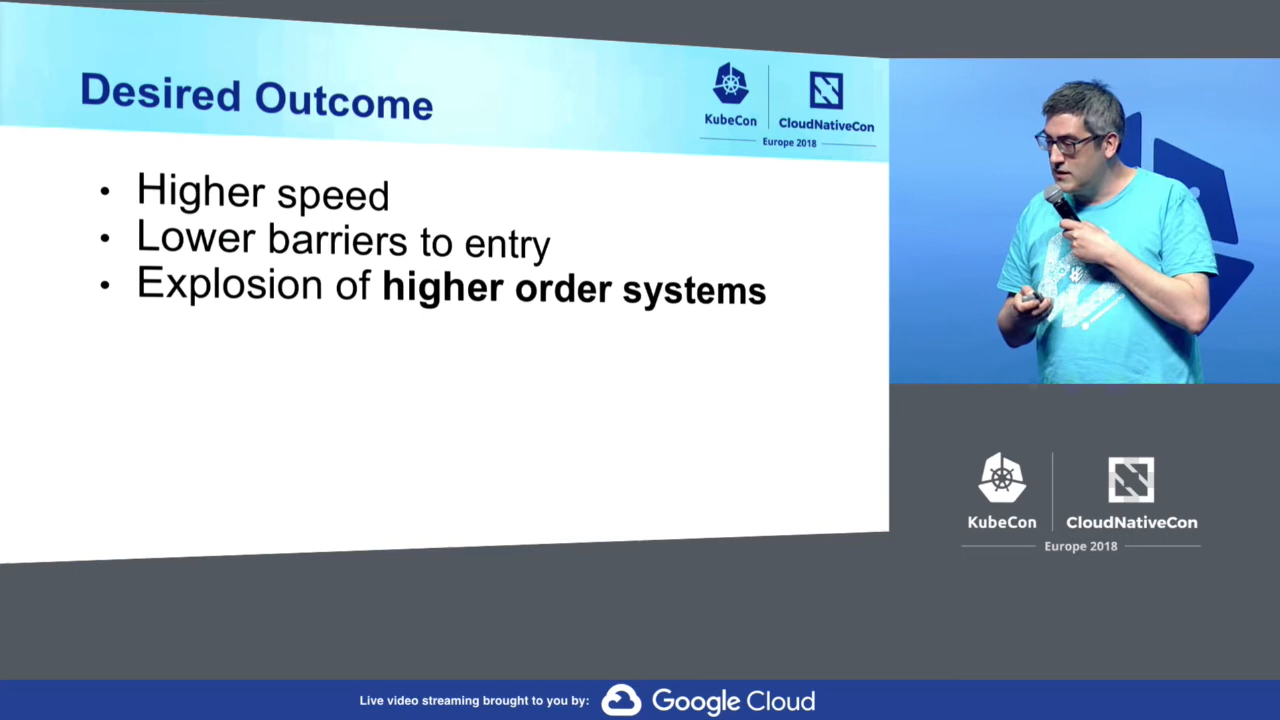 Desired Outcome
KubeCon
CloudNativeCon
Europe 2018
• Higher speed
• Lower barriers to entry
• Explosion of higher order systems
KubeCon
CloudNativeCon
Europe 2018
Live video streaming brought to you by: Google Cloud